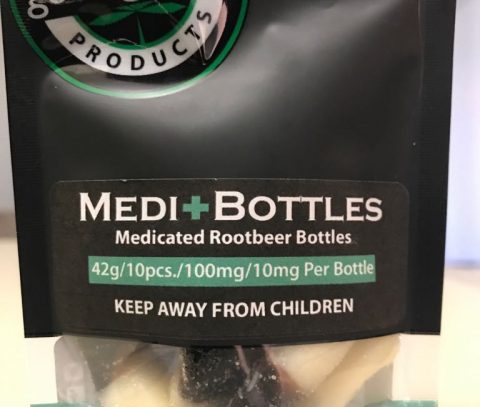 PRODUCTS
MEDI+BOTTLES
Medicated Rootbeer Bottles
42g/10pcs./100mg/10mg Per Bottle
KEEP AWAY FROM CHILDREN